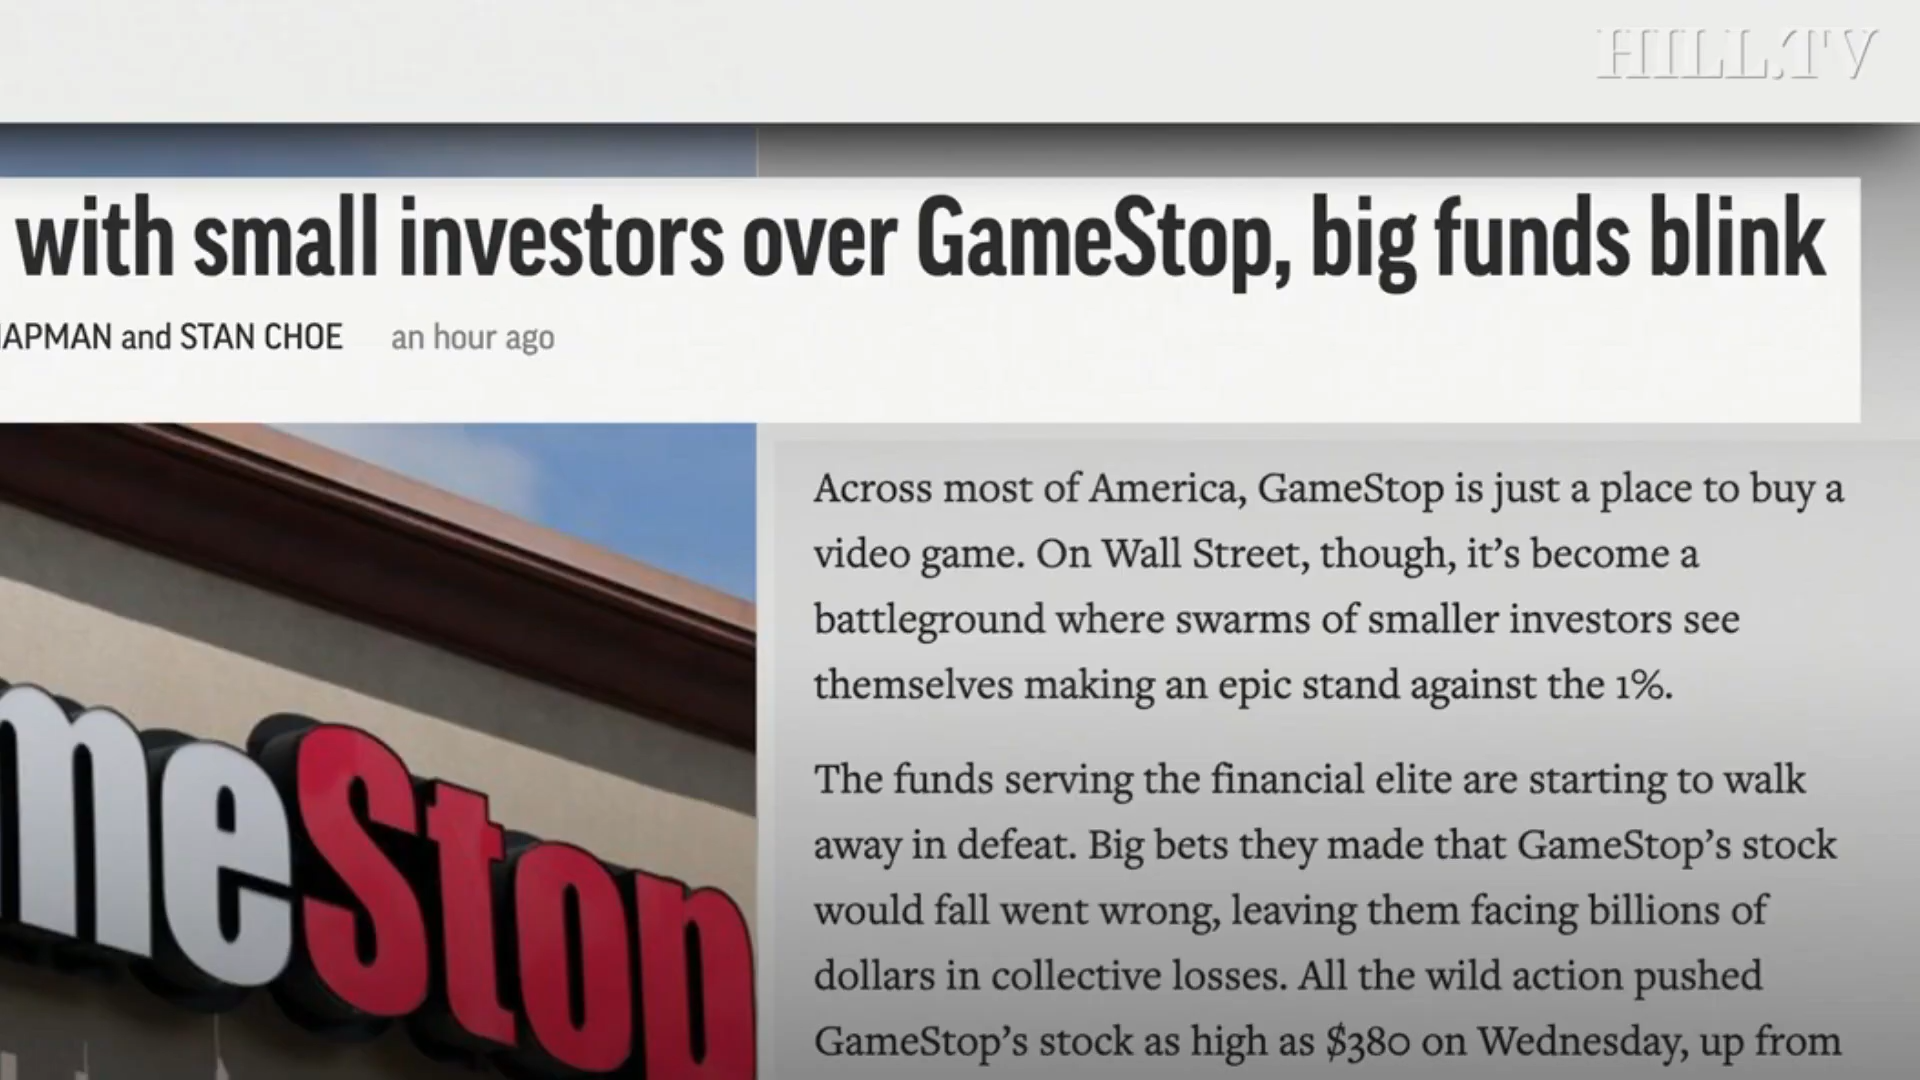 HILL.TV
with small investors over GameStop, big funds blink
HAPMAN and STAN CHOE an hour ago
meStop
Across most of America, GameStop is just a place to buy a
video game. On Wall Street, though, it's become a
battleground where swarms of smaller investors see
themselves making an epic stand against the 1%.
The funds serving the financial elite are starting to walk
away in defeat. Big bets they made that GameStop's stock
would fall went wrong, leaving them facing billions of
dollars in collective losses. All the wild action pushed
GameStop's stock as high as $380 on Wednesday, up from